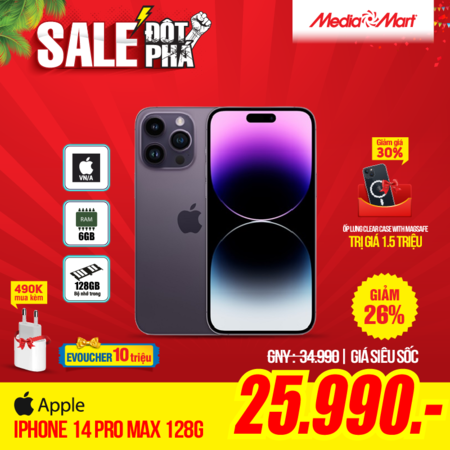 SALE ĐỘT PHÁ
MediaMart
VN/A
RAM
6GB
128GB
Bộ nhớ trong
490K
mua kèm
EVOUCHER 10 triệu
Giảm giá
30%
ỐP LƯNG CLEAR CASE WITH MAGSAFE
TRỊ GIÁ 1.5 TRIỆU
GIẢM
26%
GNY : 34.990 | GIÁ SIÊU SỐC
Apple
IPHONE 14 PRO MAX 128G
25.990.-